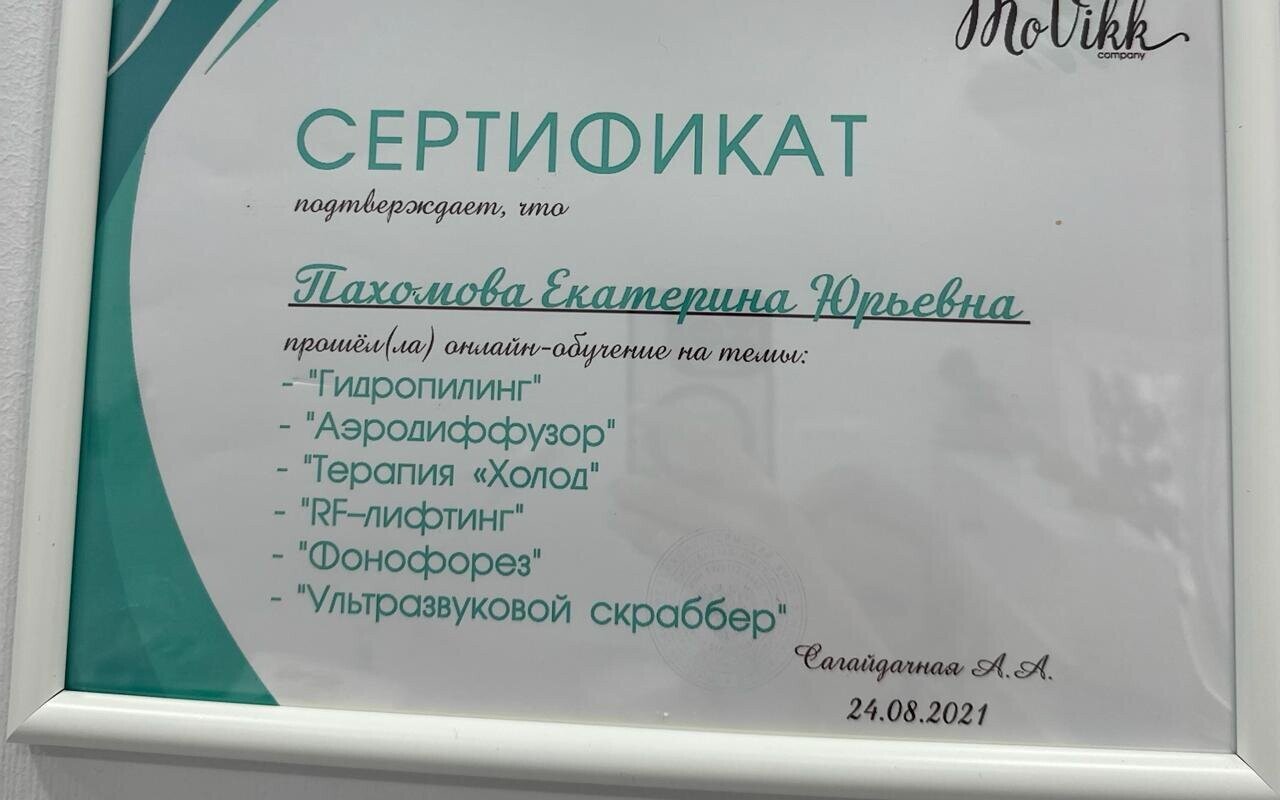 MoVikk
company
СЕРТИФИКАТ
подтверждает, что
Пахомова Екатерина Юрьевна
прошёл(ла) онлайн-обучение на темы:
- "Гидропилинг"
- "Аэродиффузор"
- "Терапия «Холод"
- "RF–лифтинг"
- "Фонофорез"
- "Ультразвуковой скраббер"
Сагайдачная А.А.
24.08.2021